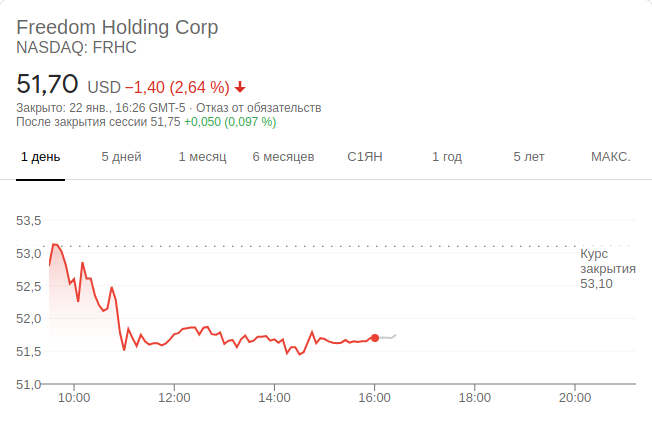 Freedom Holding Corp
NASDAQ: FRHC
51,70 USD −1,40 (2,64 %)
Закрыто: 22 янв., 16:26 GMT-5 · Отказ от обязательств
После закрытия сессии 51,75 +0,050 (0,097 %)
1 день 5 дней 1 месяц 6 месяцев С1ЯН 1 год 5 лет МАКС.
53,5
53,0
Курс
закрытия
53,10
52,5
52,0
51,5
51,0
10:00 12:00 14:00 16:00 18:00 20:00